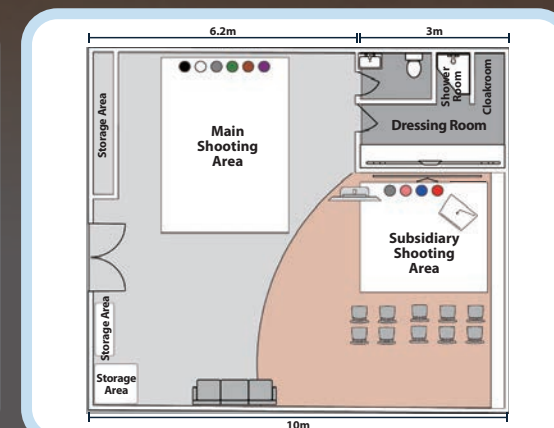 6.2m
3m
Storage Area
Main
Shooting
Area
Shower
Room
Cloakroom
Dressing Room
Subsidiary
Shooting
Area
Storage Area
Storage
Area
10m